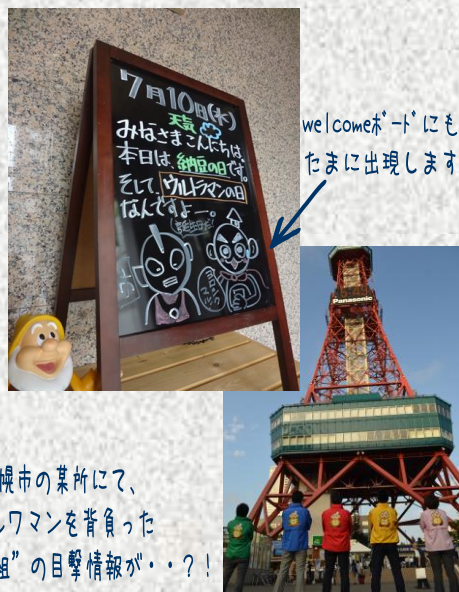 7月10日(水)
天気
みなさまこんにちは。
本日は、納豆の日です。
そして、ウルトラマンの日
なんですよー。
welcomeボードにも
たまに出現します
Panasonic
幌市の某所にて、
ルワマンを背負った
組”の目撃情報が・・?!